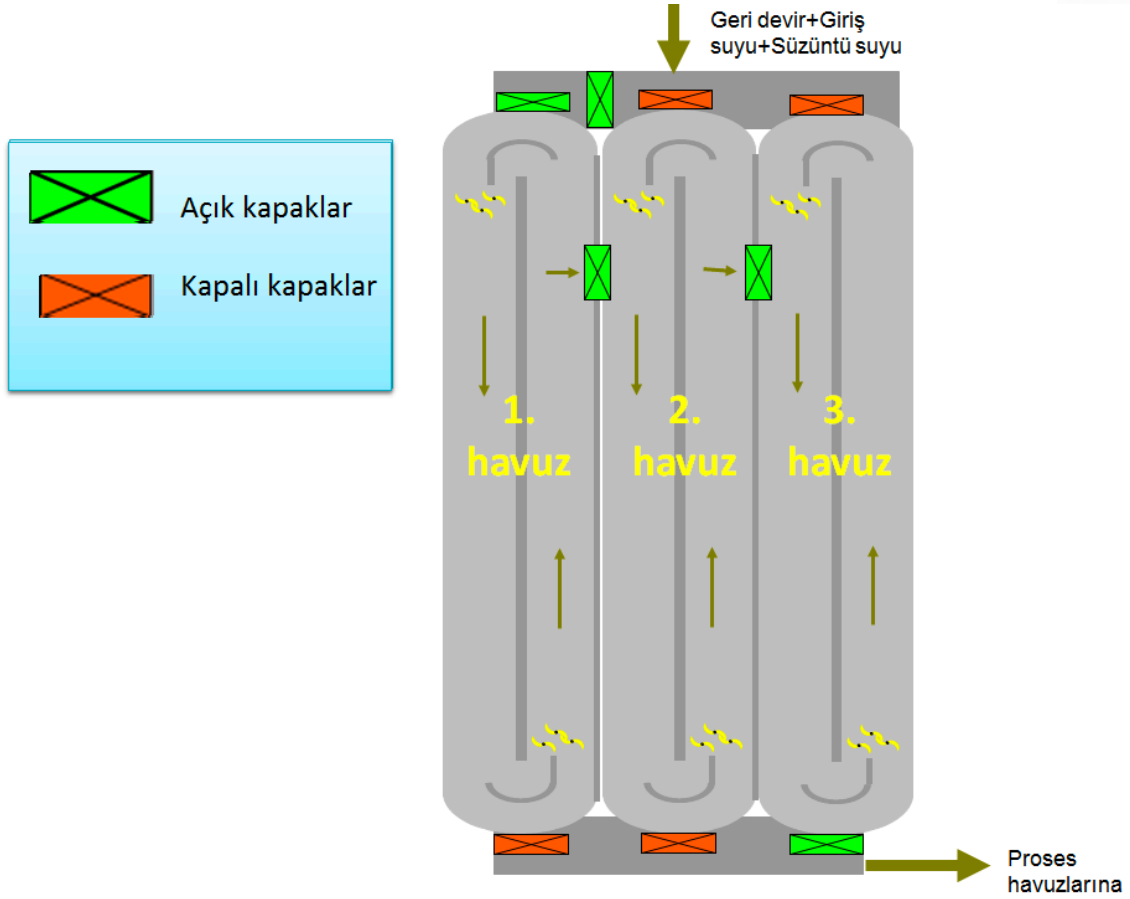 Geri devir+Giriş
suyu+Süzüntü suyu
Açık kapaklar
Kapalı kapaklar
1.
havuz
2.
havuz
3.
havuz
Proses
havuzlarına